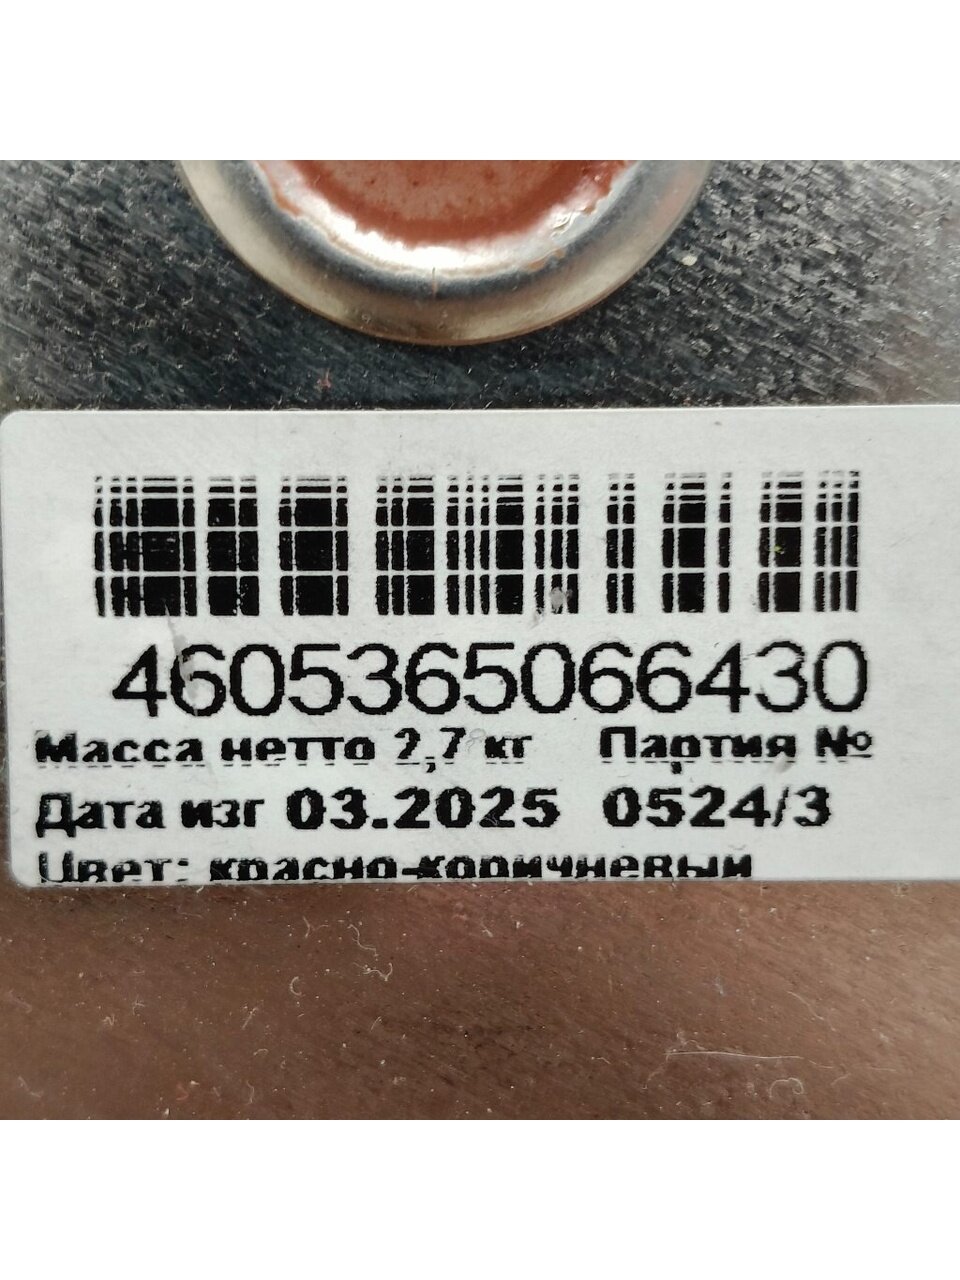 4605365066430
Масса нетто 2,7 кг Партия №
Дата изг 03.2025 0524/3
Цвет: красно-коричневый